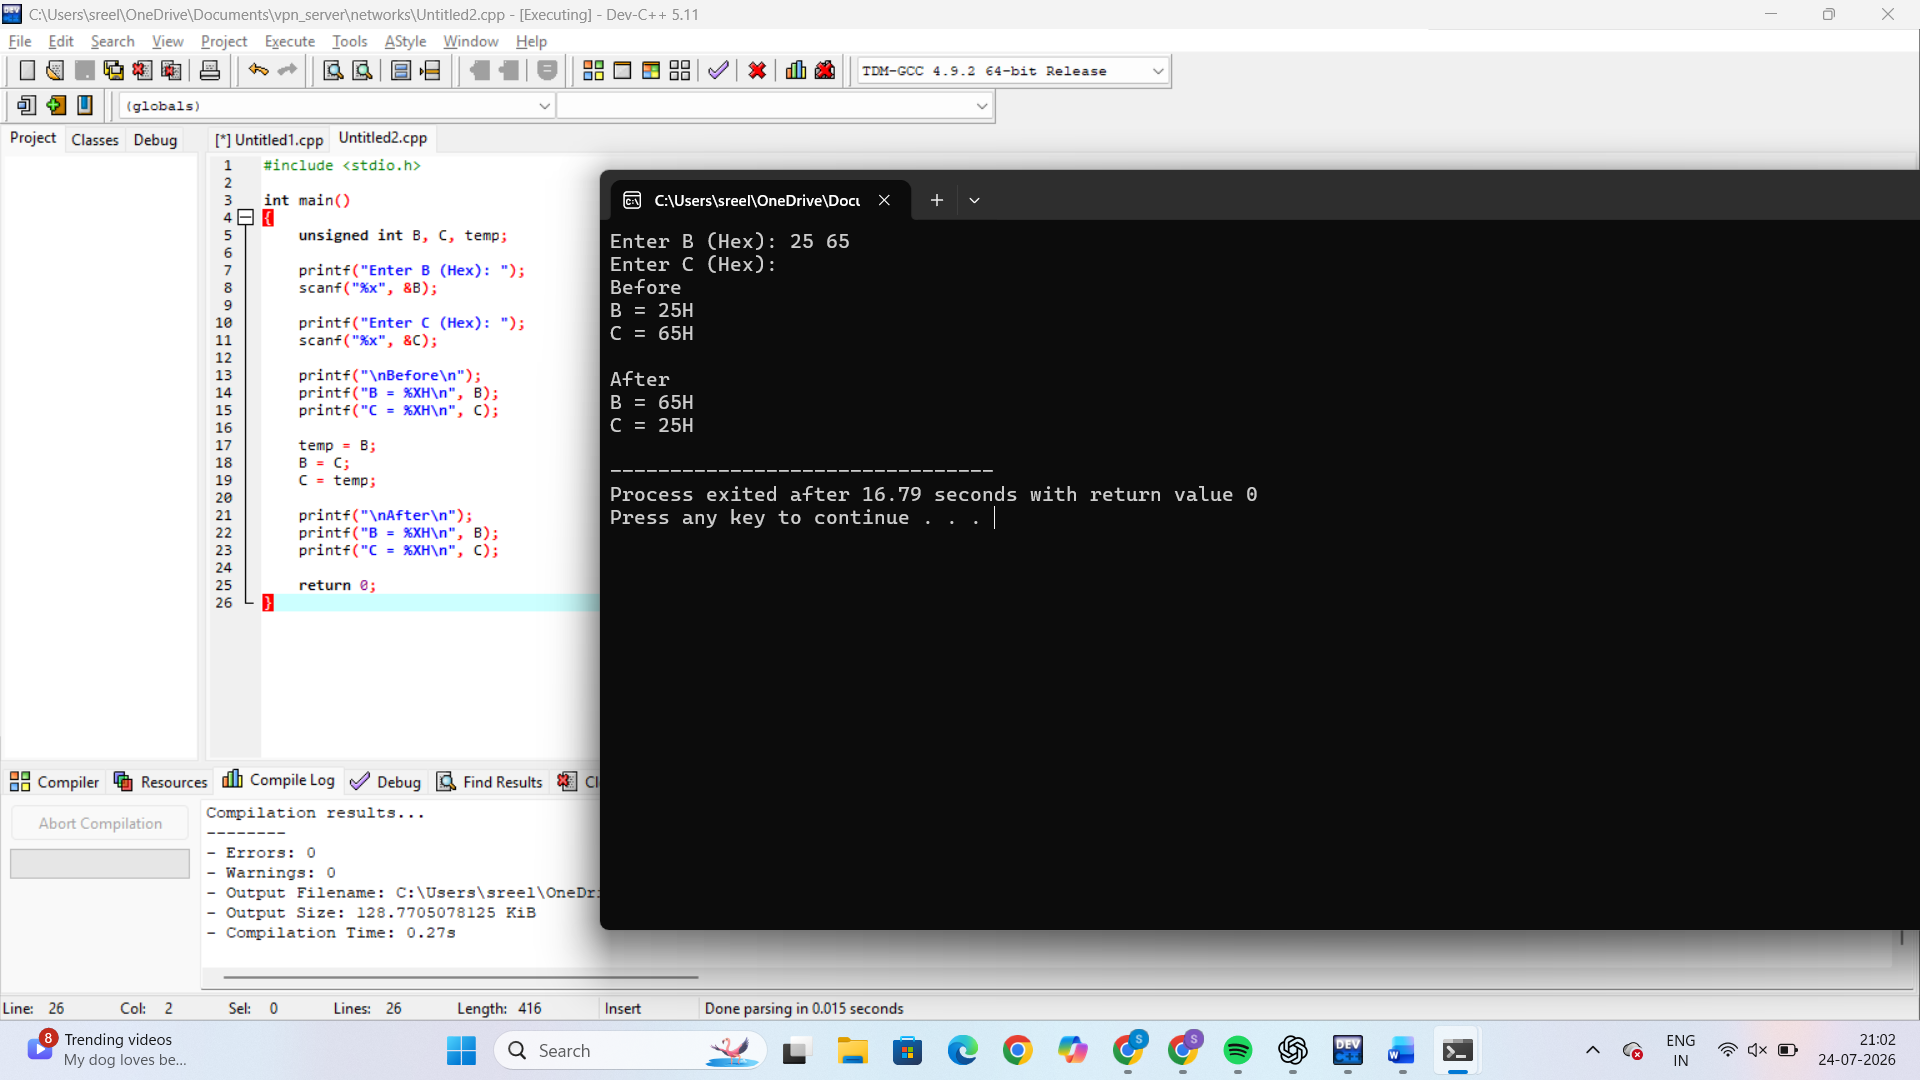 C:\Users\sreel\OneDrive\Documents\vpn_server\networks\Untitled2.cpp - [Executing] - Dev-C++ 5.11
File Edit Search View Project Execute Tools AStyle Window Help
TDM-GCC 4.9.2 64-bit Release
(globals)
Project Classes Debug [*] Untitled1.cpp Untitled2.cpp
1 #include <stdio.h>
2
3 int main()
4 {
5 unsigned int B, C, temp;
6
7 printf("Enter B (Hex): ");
8 scanf("%x", &B);
9
10 printf("Enter C (Hex): ");
11 scanf("%x", &C);
12
13 printf("\nBefore\n");
14 printf("B = %XH\n", B);
15 printf("C = %XH\n", C);
16
17 temp = B;
18 B = C;
19 C = temp;
20
21 printf("\nAfter\n");
22 printf("B = %XH\n", B);
23 printf("C = %XH\n", C);
24
25 return 0;
26 }
C:\Users\sreel\OneDrive\Docu
Enter B (Hex): 25 65
Enter C (Hex):
Before
B = 25H
C = 65H
After
B = 65H
C = 25H
--------------------------------
Process exited after 16.79 seconds with return value 0
Press any key to continue . . .
Compiler Resources Compile Log Debug Find Results Cl
Abort Compilation
Compilation results...
--------
- Errors: 0
- Warnings: 0
- Output Filename: C:\Users\sreel\OneDri
- Output Size: 128.7705078125 KiB
- Compilation Time: 0.27s
Line: 26 Col: 2 Sel: 0 Lines: 26 Length: 416 Insert Done parsing in 0.015 seconds
8 Trending videos
My dog loves be...
Search
DEV C++
S
S
W
ENG
IN
21:02
24-07-2026